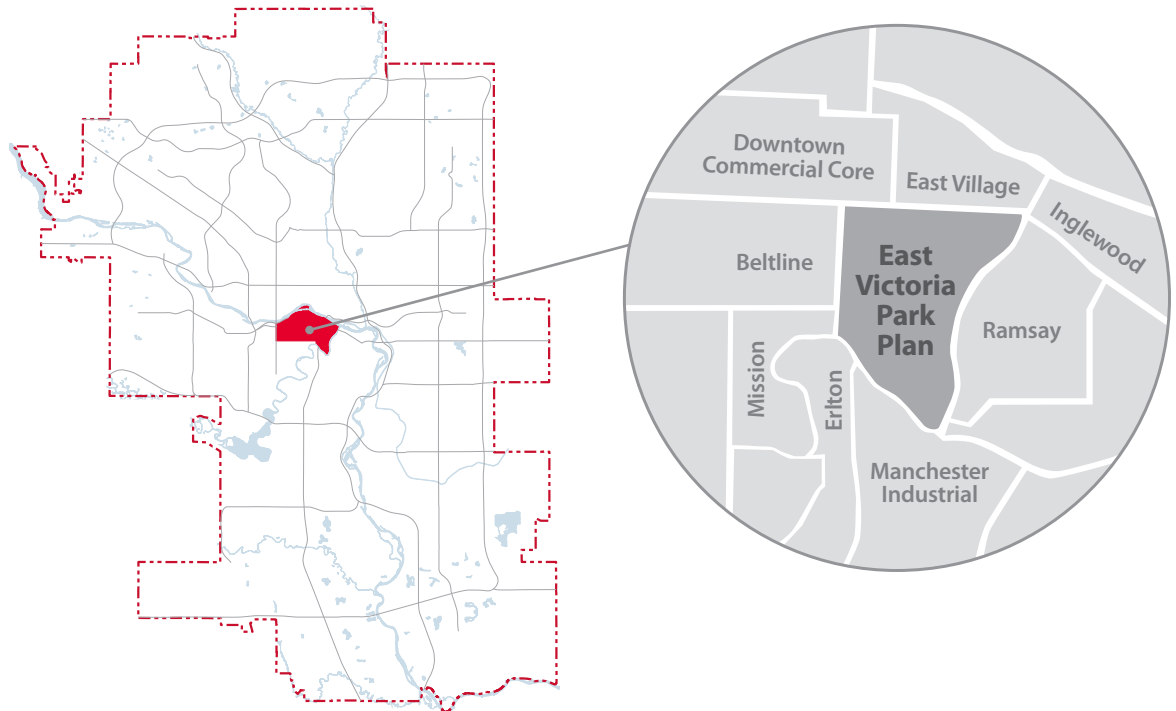 Downtown
Commercial Core
East Village
Inglewood
Beltline
East
Victoria
Park
Plan
Ramsay
Mission
Erlton
Manchester
Industrial